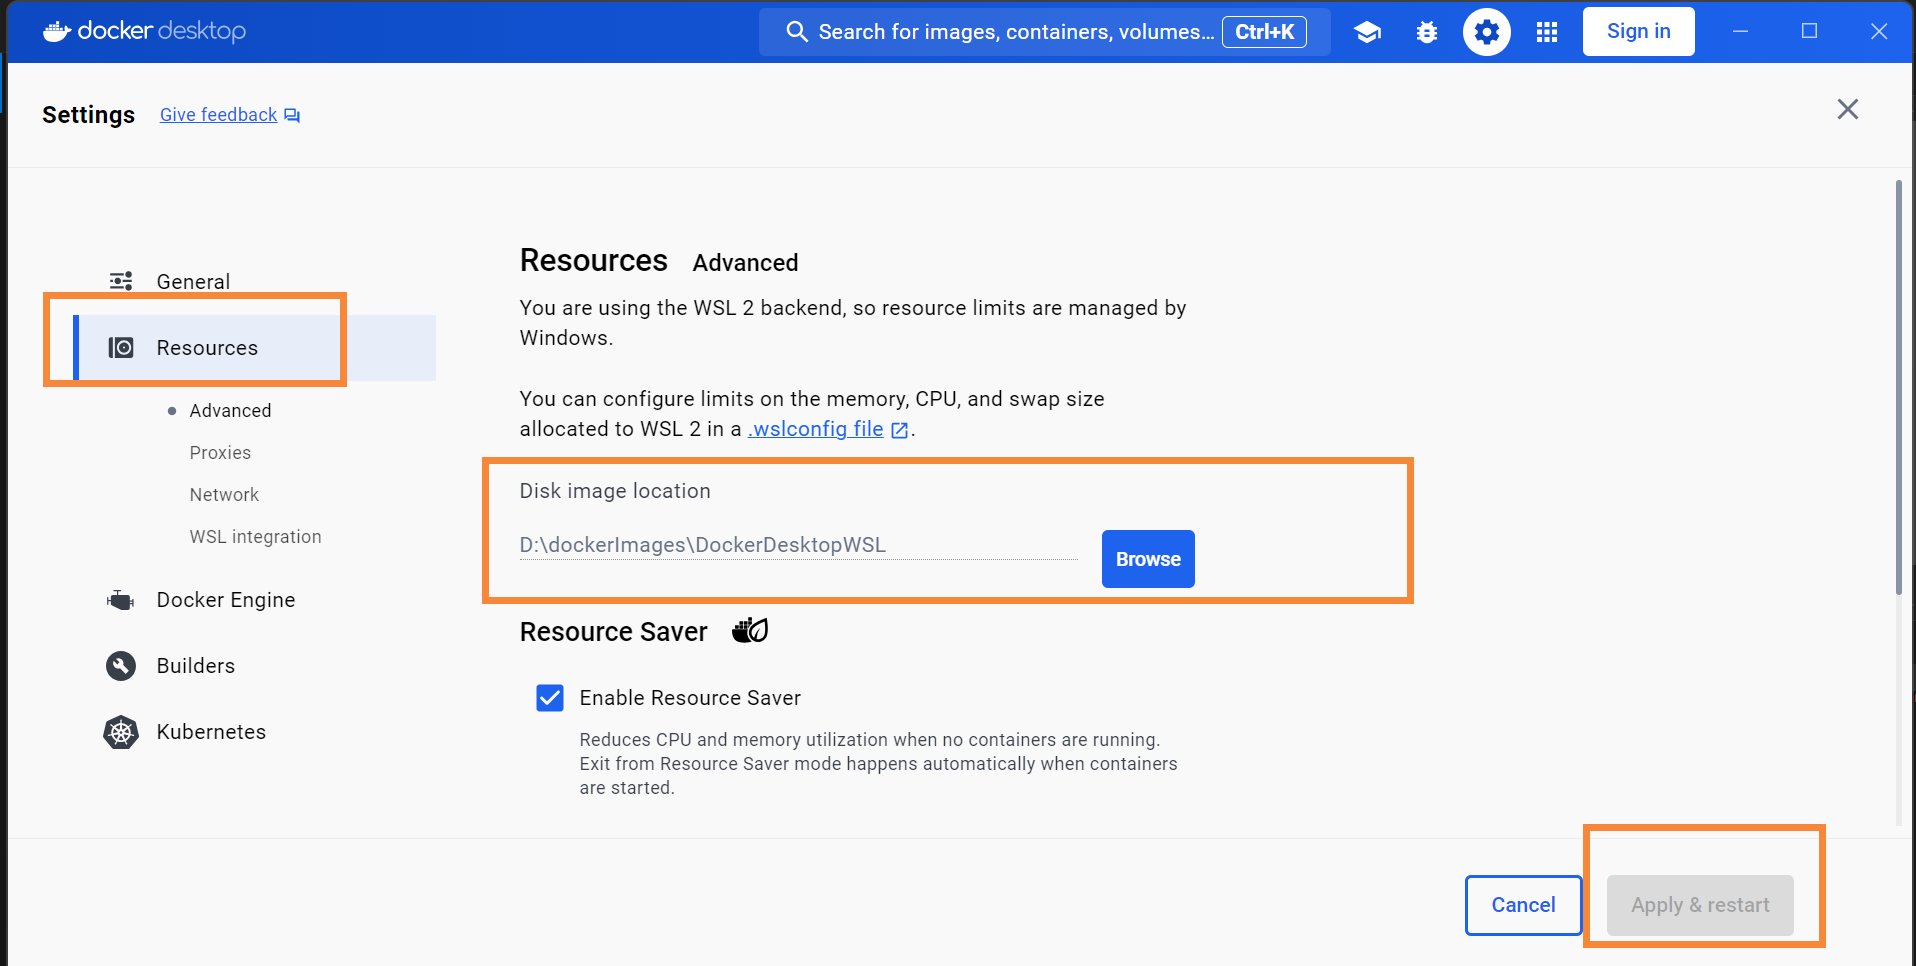 docker desktop
Search for images, containers, volumes... Ctrl+K
Sign in
Settings Give feedback
General
Resources
Advanced
Proxies
Network
WSL integration
Docker Engine
Builders
Kubernetes
Resources Advanced
You are using the WSL 2 backend, so resource limits are managed by
Windows.
You can configure limits on the memory, CPU, and swap size
allocated to WSL 2 in a .wslconfig file .
Disk image location
D:\dockerImages\DockerDesktopWSL
Browse
Resource Saver
Enable Resource Saver
Reduces CPU and memory utilization when no containers are running.
Exit from Resource Saver mode happens automatically when containers
are started.
Cancel
Apply & restart